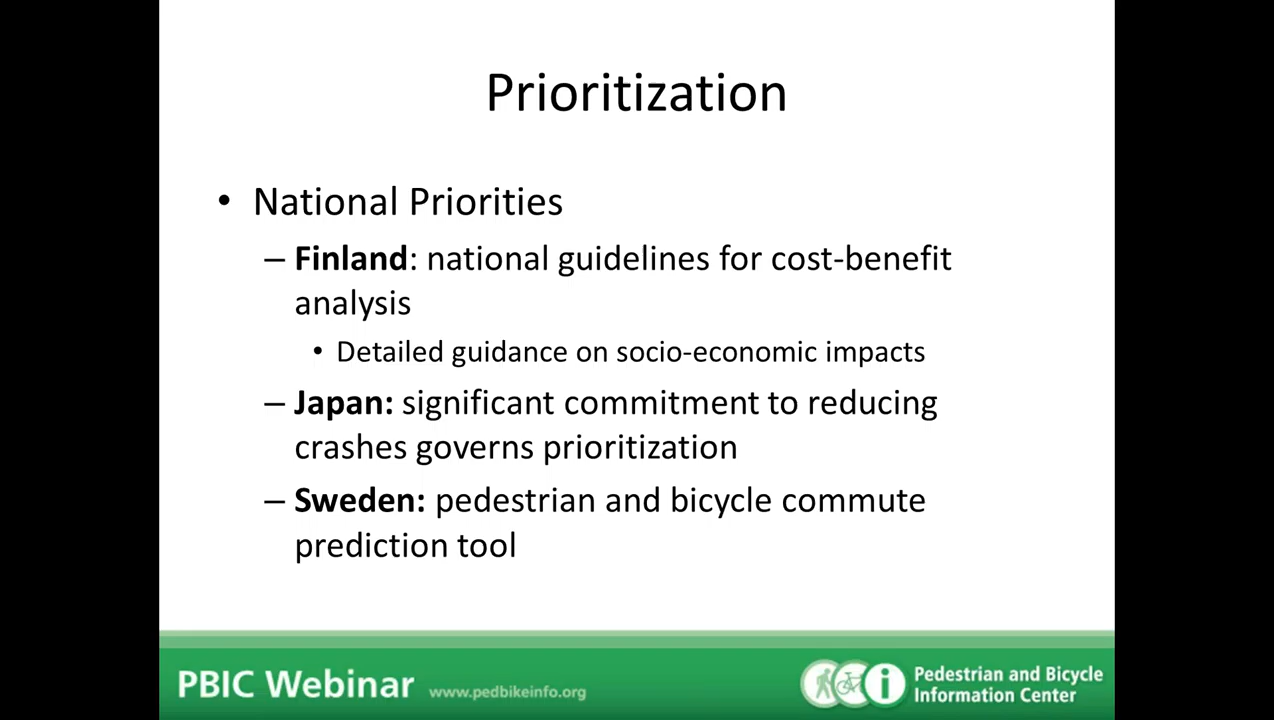 Prioritization
• National Priorities
– Finland: national guidelines for cost-benefit
analysis
• Detailed guidance on socio-economic impacts
– Japan: significant commitment to reducing
crashes governs prioritization
– Sweden: pedestrian and bicycle commute
prediction tool
PBIC Webinar www.pedbikeinfo.org
Pedestrian and Bicycle
Information Center